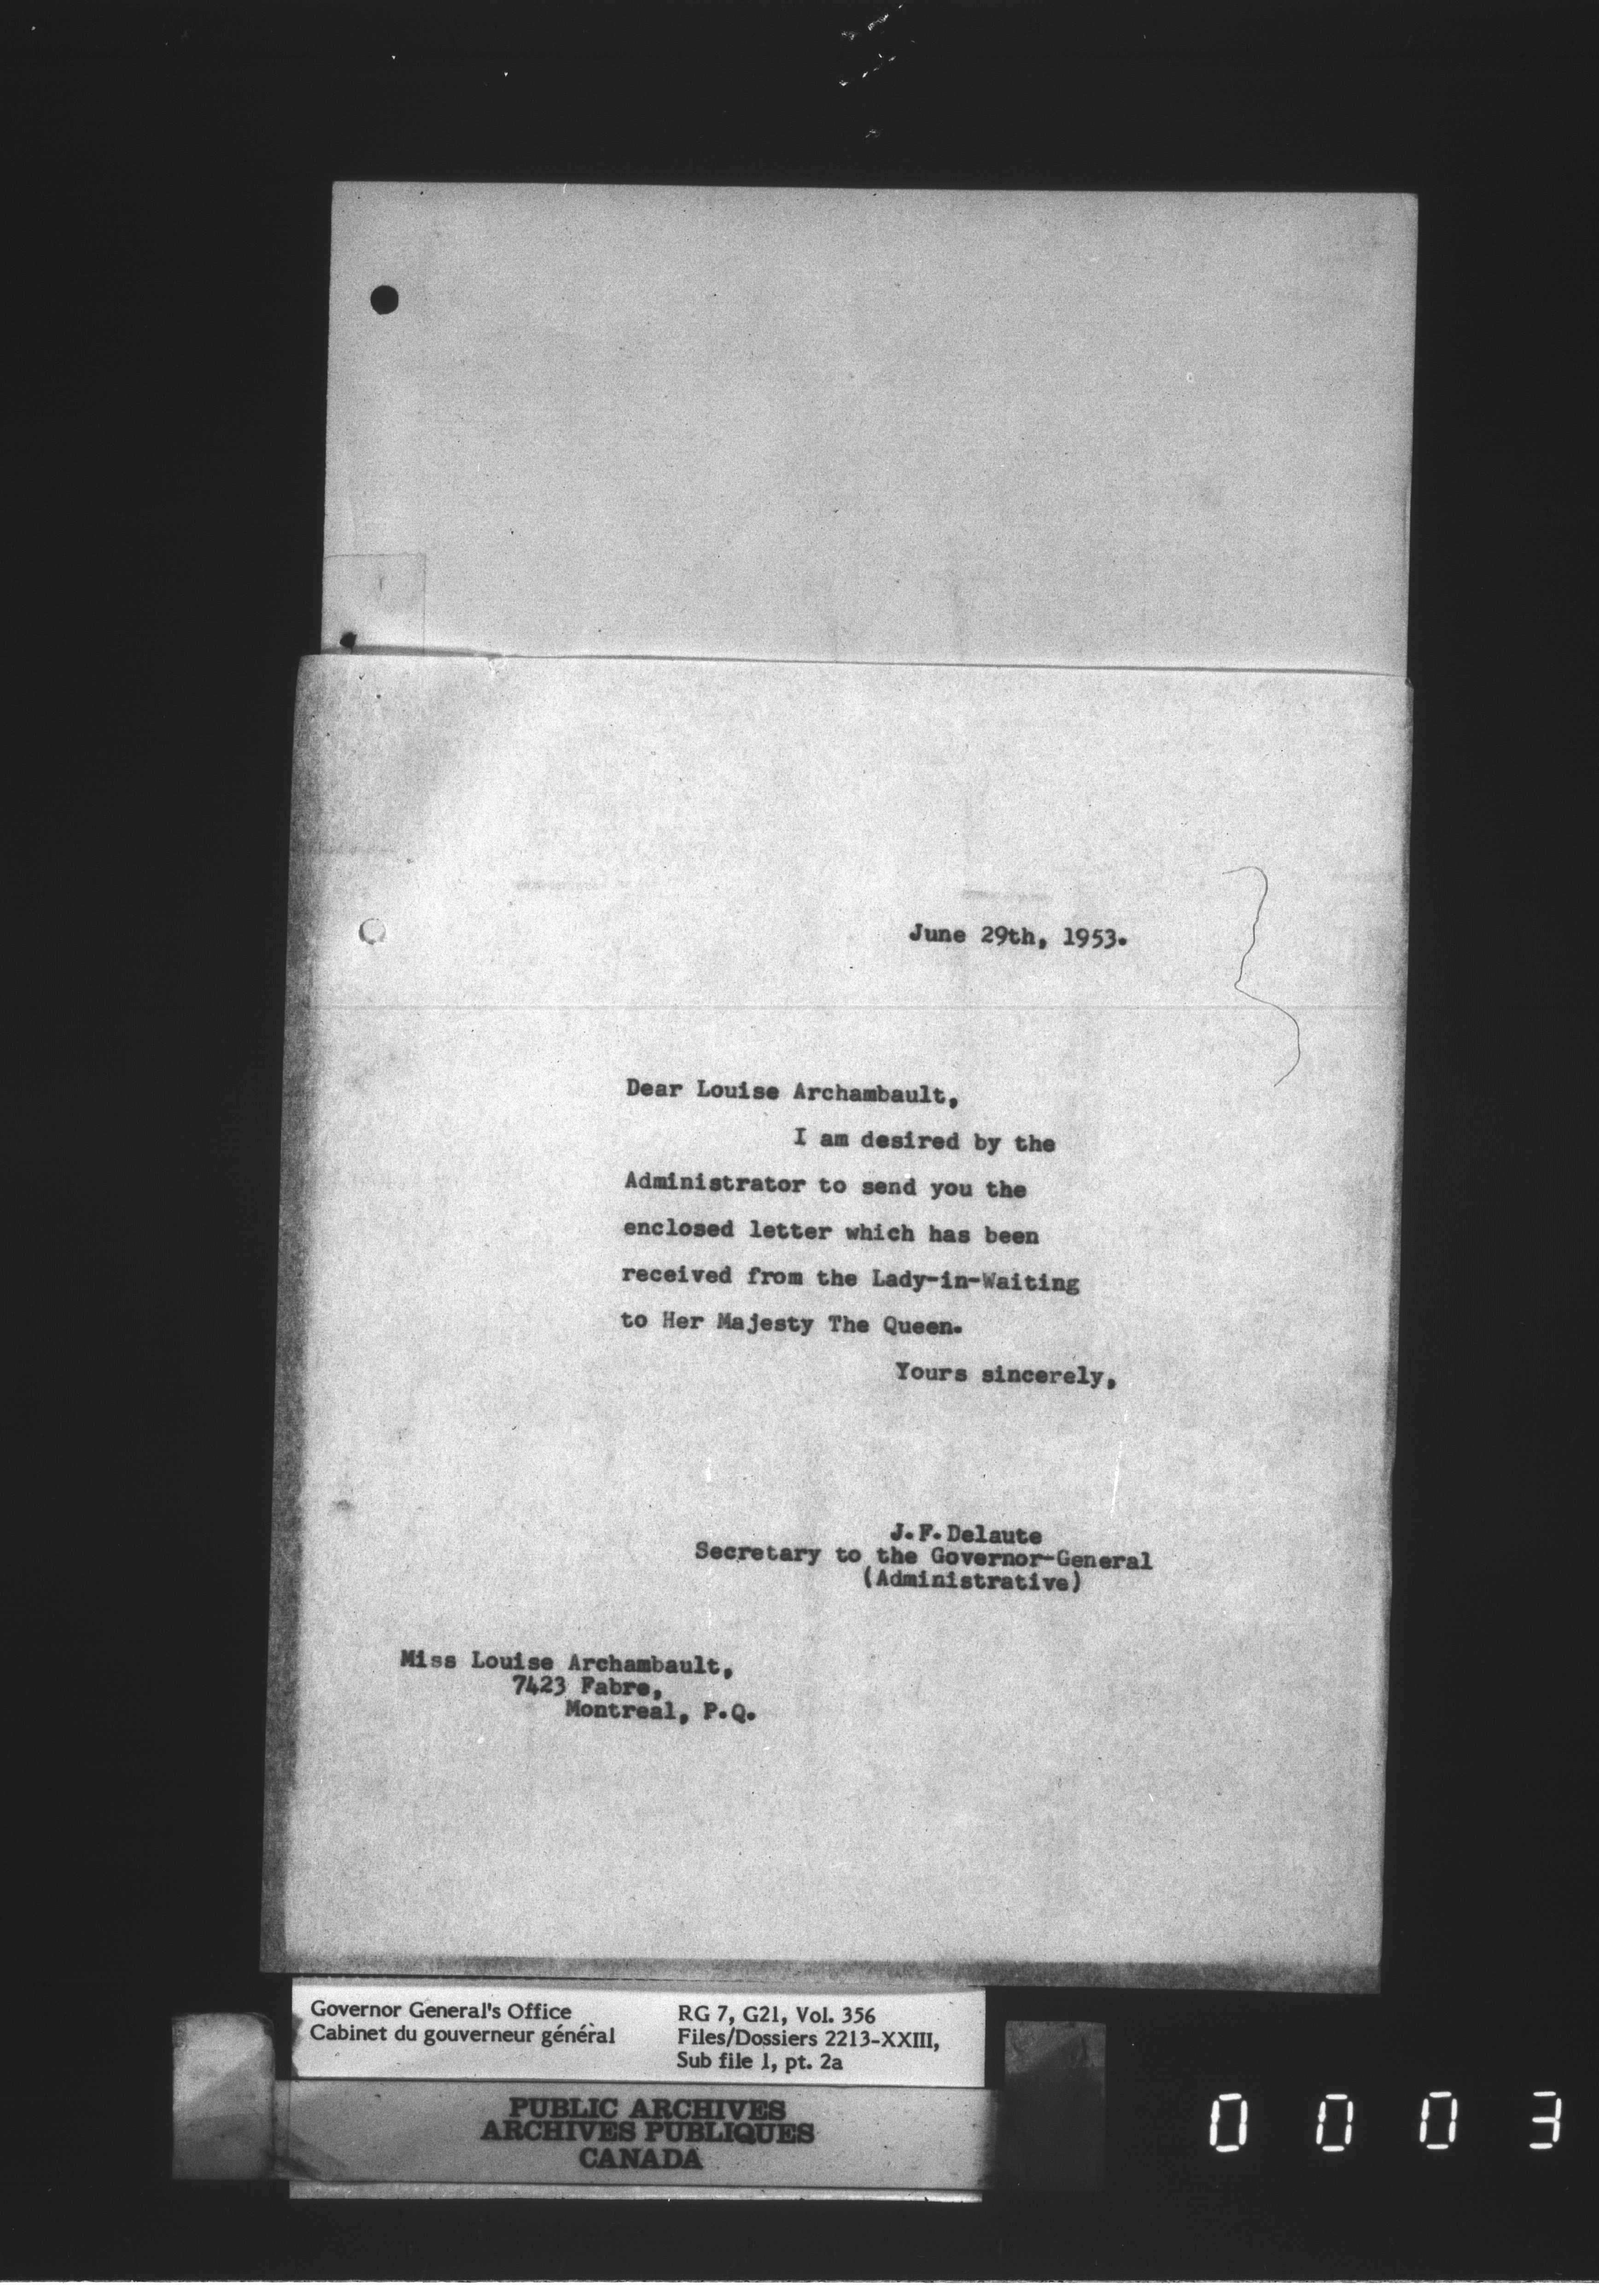 June 29th, 1953.
Dear Louise Archambault,
I am desired by the
Administrator to send you the
enclosed letter which has been
received from the Lady-in-Waiting
to Her Majesty The Queen.
Yours sincerely,
J.F.Delaute
Secretary to the Governor-General
(Administrative)
Miss Louise Archambault,
7423 Fabre,
Montreal, P.Q.
Governor General's Office
Cabinet du gouverneur général
RG 7, G21, Vol. 356
Files/Dossiers 2213-XXIII,
Sub file 1, pt. 2a
PUBLIC ARCHIVES
ARCHIVES PUBLIQUES
CANADA
0003